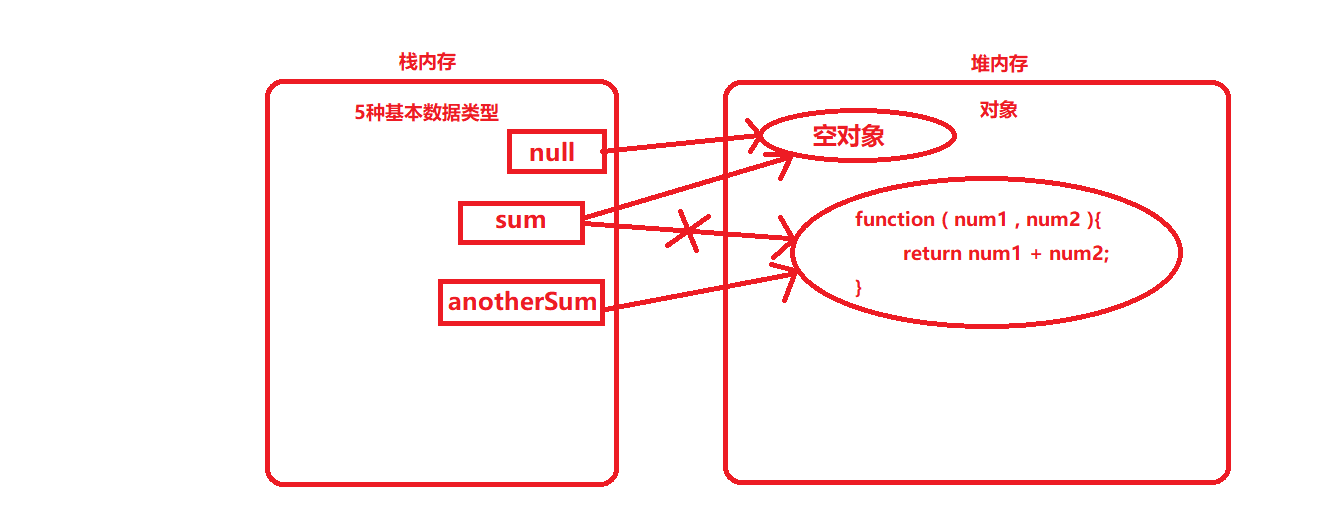 栈内存
堆内存
5种基本数据类型
对象
null
空对象
sum
function ( num1 , num2 ){
return num1 + num2;
}
anotherSum